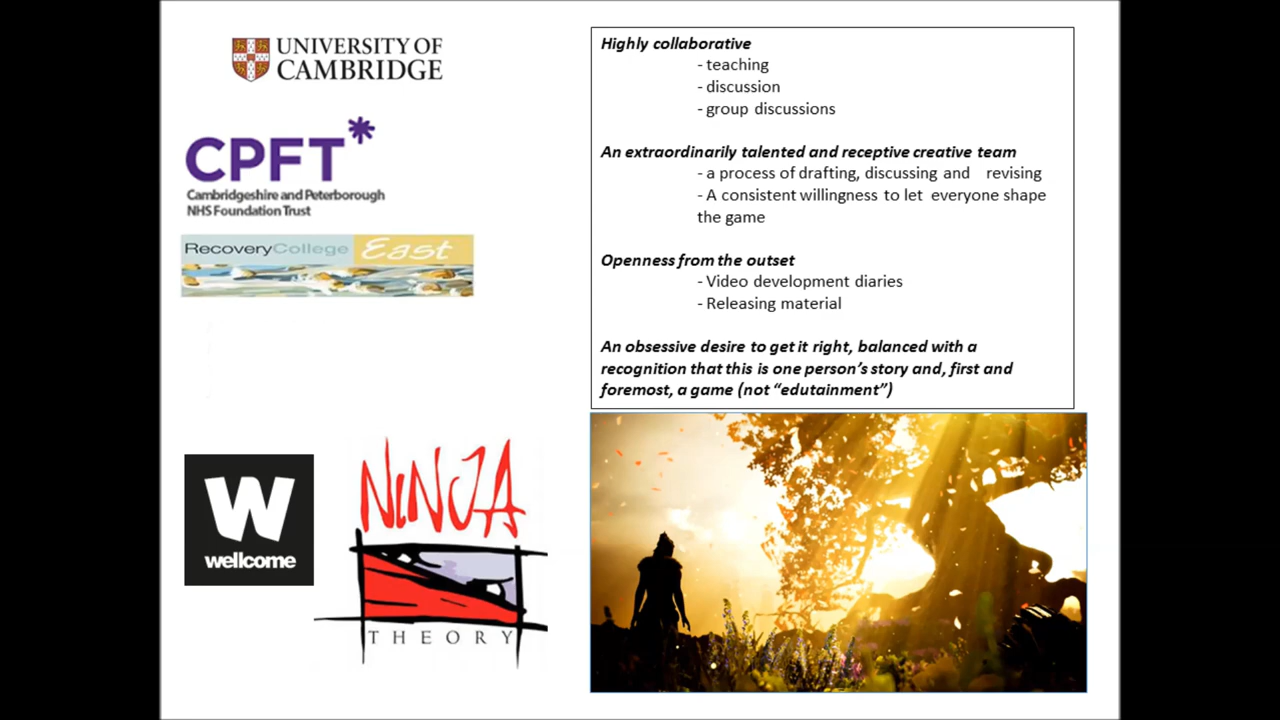 UNIVERSITY OF
CAMBRIDGE
CPFT*
Cambridgeshire and Peterborough
NHS Foundation Trust
RecoveryCollege East
W
wellcome
NINJA
THEORY
Highly collaborative
- teaching
- discussion
- group discussions
An extraordinarily talented and receptive creative team
- a process of drafting, discussing and revising
- A consistent willingness to let everyone shape
the game
Openness from the outset
- Video development diaries
- Releasing material
An obsessive desire to get it right, balanced with a
recognition that this is one person's story and, first and
foremost, a game (not “edutainment”)